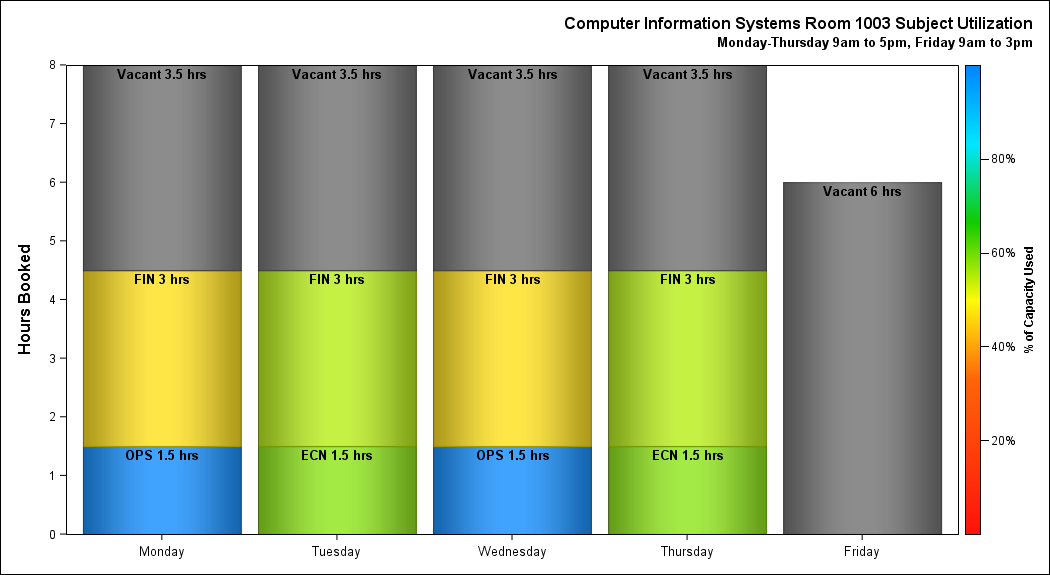 Computer Information Systems Room 1003 Subject Utilization
Monday-Thursday 9am to 5pm, Friday 9am to 3pm
Hours Booked
8
7
6
5
4
3
2
1
0
Vacant 3.5 hrs
FIN 3 hrs
OPS 1.5 hrs
Vacant 3.5 hrs
FIN 3 hrs
ECN 1.5 hrs
Vacant 3.5 hrs
FIN 3 hrs
OPS 1.5 hrs
Vacant 3.5 hrs
FIN 3 hrs
ECN 1.5 hrs
Vacant 6 hrs
Monday
Tuesday
Wednesday
Thursday
Friday
80%
60%
40%
20%
% of Capacity Used